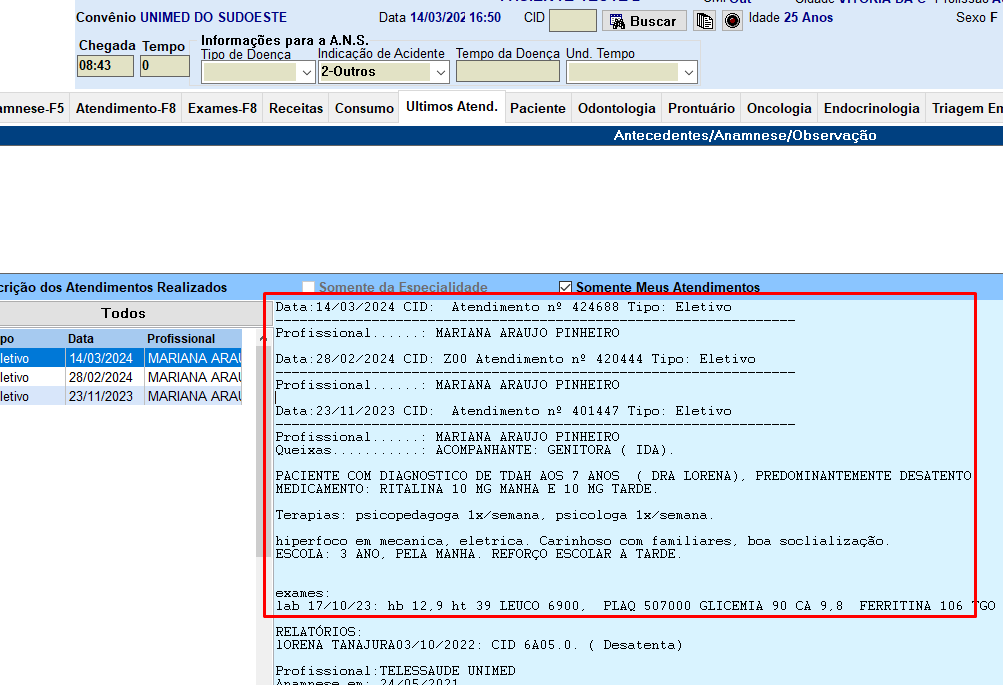 Convênio UNIMED DO SUDOESTE
Data 14/03/202 16:50
CID
Buscar
Idade 25 Anos
Sexo F
Chegada Tempo
08:43 0
Informações para a A.N.S.
Tipo de Doença Indicação de Acidente Tempo da Doença Und. Tempo
2-Outros
amnese-F5 Atendimento-F8 Exames-F8 Receitas Consumo Ultimos Atend. Paciente Odontologia Prontuário Oncologia Endocrinologia Triagem En
Antecedentes/Anamnese/Observação
crição dos Atendimentos Realizados
Somente da Especialidade
Somente Meus Atendimentos
Todos
po Data Profissional
letivo 14/03/2024 MARIANA ARAU
letivo 28/02/2024 MARIANA ARAU
letivo 23/11/2023 MARIANA ARAU
Data:14/03/2024 CID:  Atendimento nº 424688 Tipo: Eletivo
-----------------------------------------------------------------
Profissional......: MARIANA ARAUJO PINHEIRO
Data:28/02/2024 CID: Z00 Atendimento nº 420444 Tipo: Eletivo
-----------------------------------------------------------------
Profissional......: MARIANA ARAUJO PINHEIRO
Data:23/11/2023 CID:  Atendimento nº 401447 Tipo: Eletivo
-----------------------------------------------------------------
Profissional......: MARIANA ARAUJO PINHEIRO
Queixas...........: ACOMPANHANTE: GENITORA ( IDA).
PACIENTE COM DIAGNOSTICO DE TDAH AOS 7 ANOS  ( DRA LORENA), PREDOMINANTEMENTE DESATENTO
MEDICAMENTO: RITALINA 10 MG MANHA E 10 MG TARDE.
Terapias: psicopedagoga 1x/semana, psicologa 1x/semana.
hiperfoco em mecanica, eletrica. Carinhoso com familiares, boa soclialização.
ESCOLA: 3 ANO, PELA MANHA. REFORÇO ESCOLAR A TARDE.
exames:
lab 17/10/23: hb 12,9 ht 39 LEUCO 6900,  PLAQ 507000 GLICEMIA 90 CA 9,8  FERRITINA 106 TGO
RELATÓRIOS:
lORENA TANAJURA03/10/2022: CID 6A05.0. ( Desatenta)
Profissional:TELESSAUDE UNIMED
Anamnese em: 24/05/2021